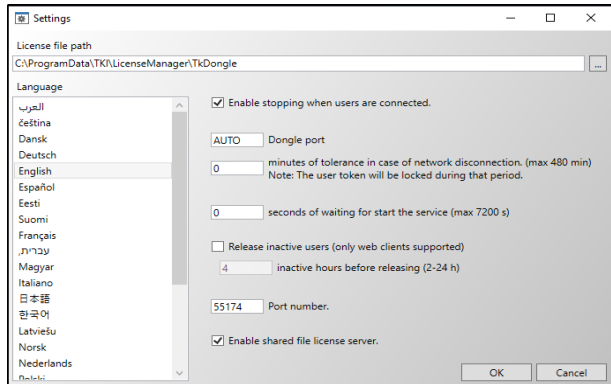 Settings
License file path
C:\ProgramData\TKI\LicenseManager\TkDongle
...
Language
العرب
čeština
Dansk
Deutsch
English
Español
Eesti
Suomi
Français
עברית,
Magyar
Italiano
日本語
한국어
Latviešu
Norsk
Nederlands
Polski
Enable stopping when users are connected.
AUTO Dongle port
0 minutes of tolerance in case of network disconnection. (max 480 min)
Note: The user token will be locked during that period.
0 seconds of waiting for start the service (max 7200 s)
Release inactive users (only web clients supported)
4 inactive hours before releasing (2-24 h)
55174 Port number.
Enable shared file license server.
OK Cancel